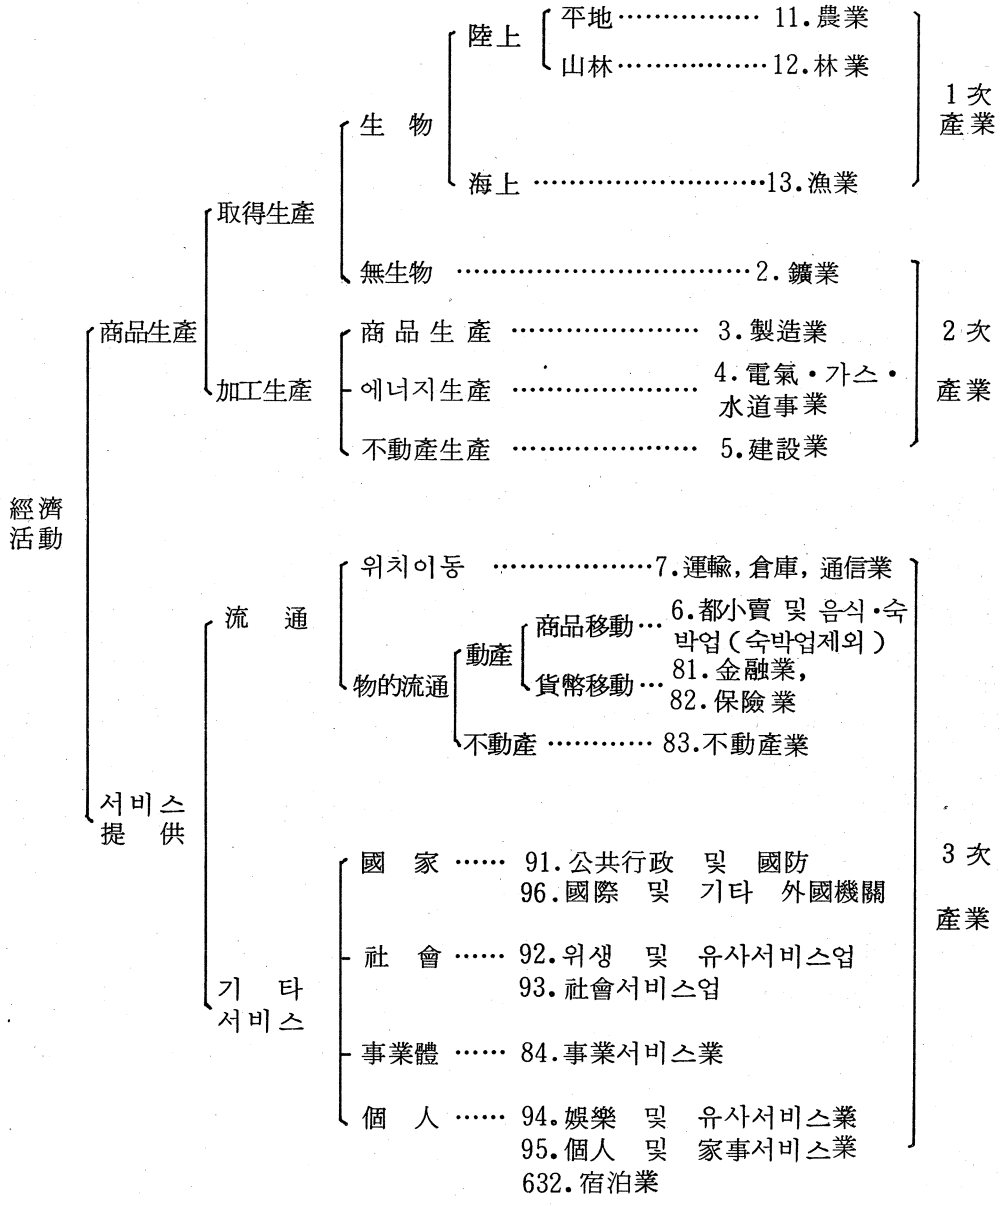 平地 ················ 11.農業
陸上
山林 ················ 12.林業
1次
產業
生物
海上 ·························· 13.漁業
取得生產
無生物 ································ 2.鑛業
商品生產
商品生產 ····················· 3.製造業
2次
加工生產
에너지生產 ···················· 4.電氣·가스·
水道事業
產業
不動產生產 ····················· 5.建設業
經濟
活動
위치이동 ·················· 7.運輸, 倉庫, 通信業
流通
商品移動 ··· 6.都小賣 및 음식·숙
박업(숙박업제외)
動產
物的流通
貨幣移動 ··· 81.金融業,
82.保險業
不動產 ············ 83.不動產業
서비스
提供
國家 ······ 91.公共行政 및 國防
96.國際 및 기타 外國機關
3次
產業
社會 ······ 92.위생 및 유사서비스업
93.社會서비스업
기타
서비스
事業體 ······ 84.事業서비스業
個人 ······ 94.娛樂 및 유사서비스業
95.個人 및 家事서비스業
632.宿泊業